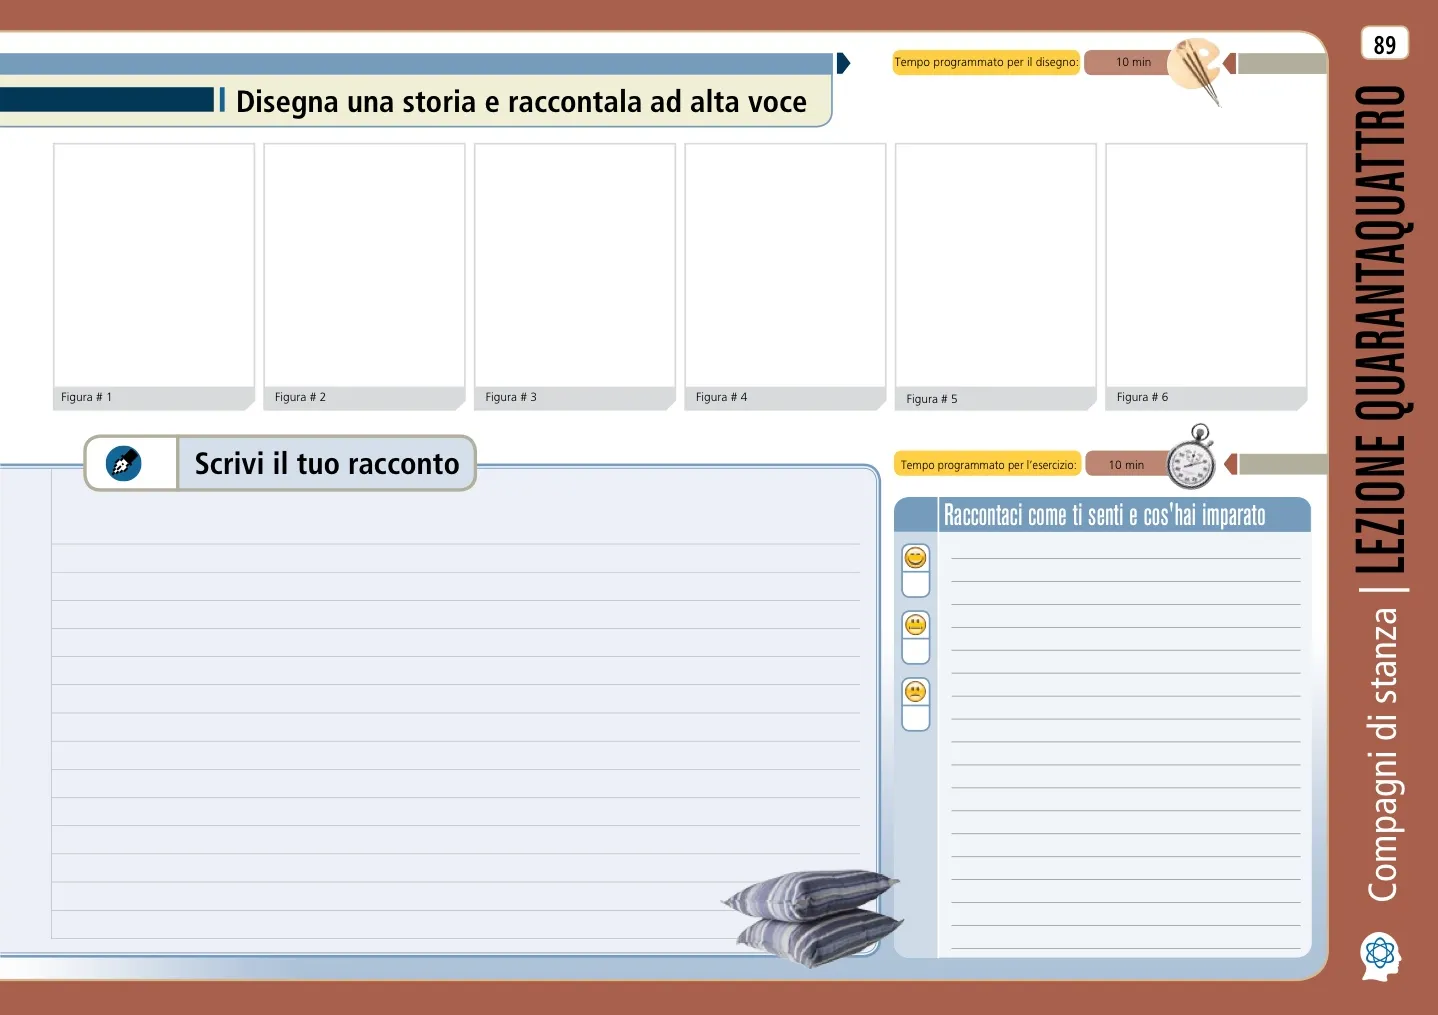 89
Tempo programmato per il disegno:
10 min
Disegna una storia e raccontala ad alta voce
Figura # 1
Figura # 2
Figura # 3
Figura # 4
Figura # 5
Figura # 6
Scrivi il tuo racconto
Tempo programmato per l'esercizio:
10 min
Raccontaci come ti senti e cos'hai imparato
Compagni di stanza | LEZIONE QUARANTAQUATTRO